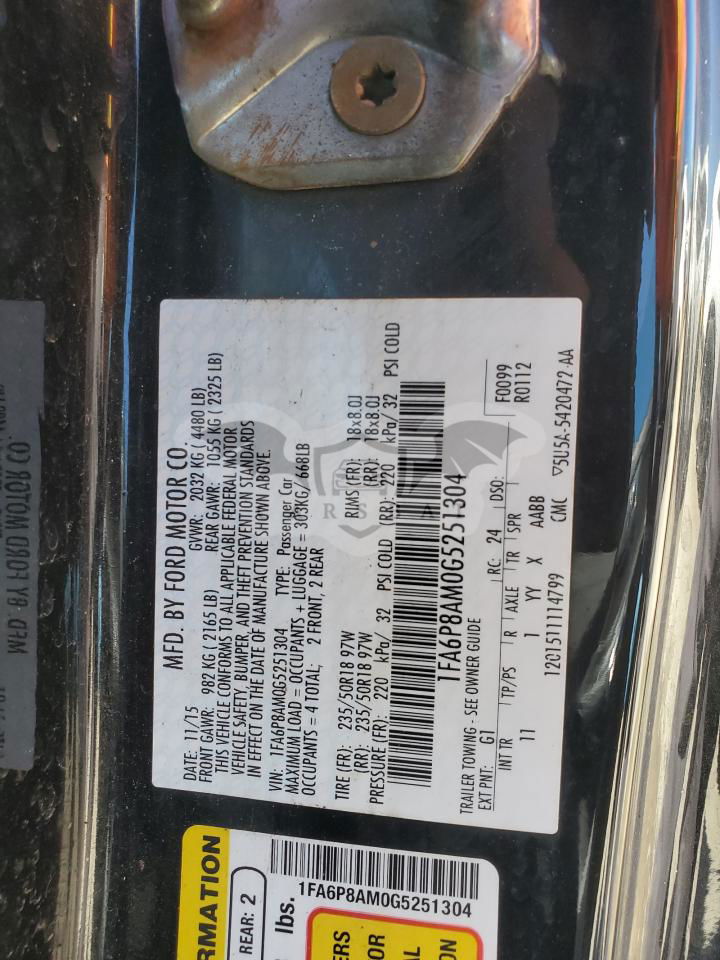 MFD. BY FORD MOTOR CO.
DATE: 11/15 GVWR: 2032 KG ( 4480 LB)
FRONT GAWR: 982 KG ( 2165 LB) REAR GAWR: 1055 KG ( 2325 LB)
THIS VEHICLE CONFORMS TO ALL APPLICABLE FEDERAL MOTOR
VEHICLE SAFETY, BUMPER, AND THEFT PREVENTION STANDARDS
IN EFFECT ON THE DATE OF MANUFACTURE SHOWN ABOVE.
VIN: 1FA6P8AM0G5251304 TYPE: Passenger Car
MAXIMUM LOAD = OCCUPANTS + LUGGAGE = 303KG/668LB
OCCUPANTS = 4 TOTAL; 2 FRONT, 2 REAR
TIRE (FR): 235/50R18 97W RIMS (FR): 18x8.0J
(RR): 235/50R18 97W (RR): 18x8.0J
PRESSURE (FR): 220 kPa/ 32 PSI COLD (RR): 220 kPa/ 32 PSI COLD
1FA6P8AM0G5251304
TRAILER TOWING - SEE OWNER GUIDE
EXT PNT: G1 RC: 24 DSO: F0099
R0112
INT TR TP/PS R AXLE TR SPR
11 1 YY X AABB
12015111114799 CMC ▽5U5A-5420472-AA
RSA
RMATION
REAR: 2
lbs.
1FA6P8AM0G5251304
ERS
OR
AL
ON
MFD. BY FORD MOTOR CO